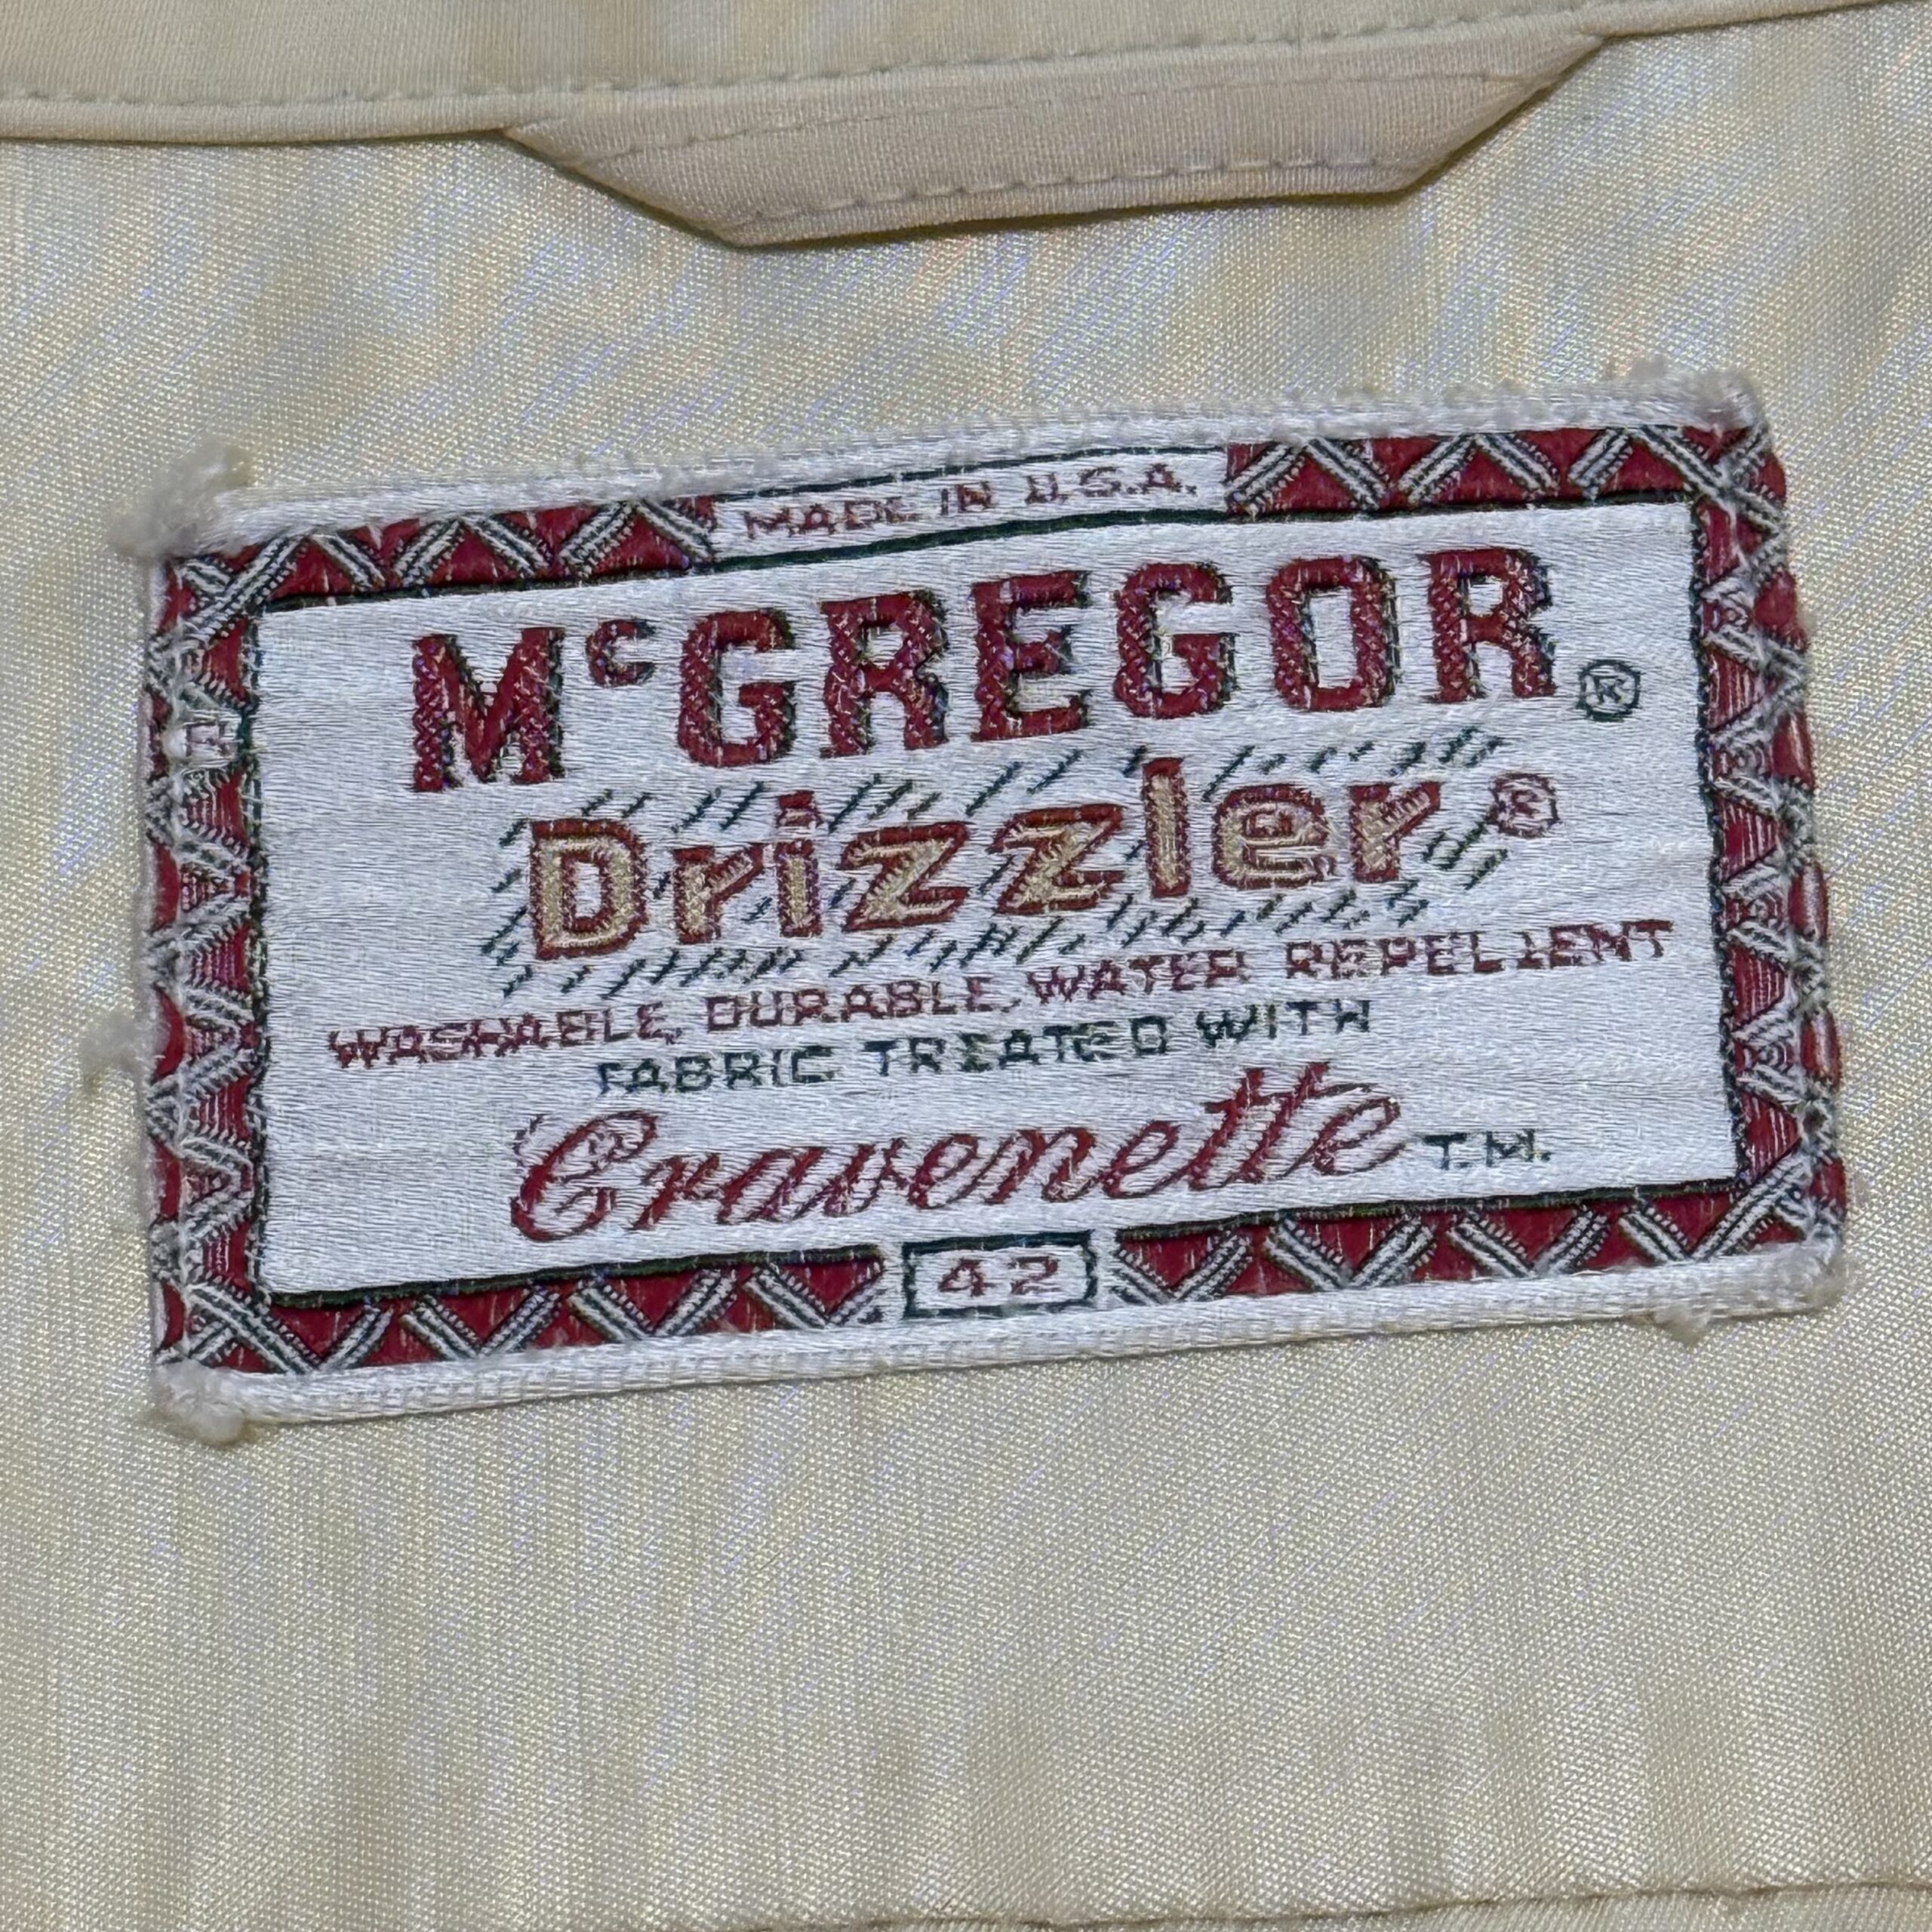 MADE IN U.S.A.
McGREGOR®
Drizzler®
WASHABLE, DURABLE, WATER REPELLENT
FABRIC TREATED WITH
Cravenette T.M.
42